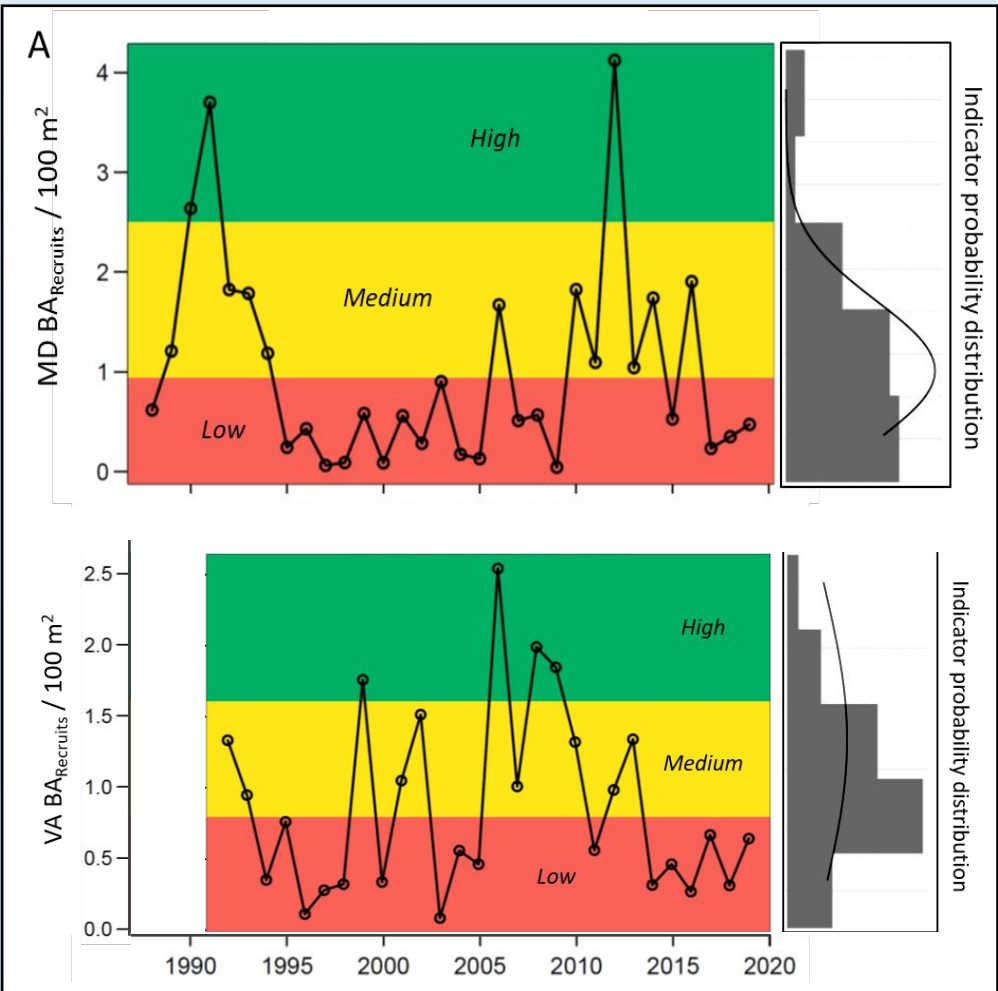 A
MD BA_Recruits / 100 m²
4
3
2
1
0
High
Medium
Low
Indicator probability distribution
VA BA_Recruits / 100 m²
2.5
2.0
1.5
1.0
0.5
0.0
High
Medium
Low
Indicator probability distribution
1990 1995 2000 2005 2010 2015 2020